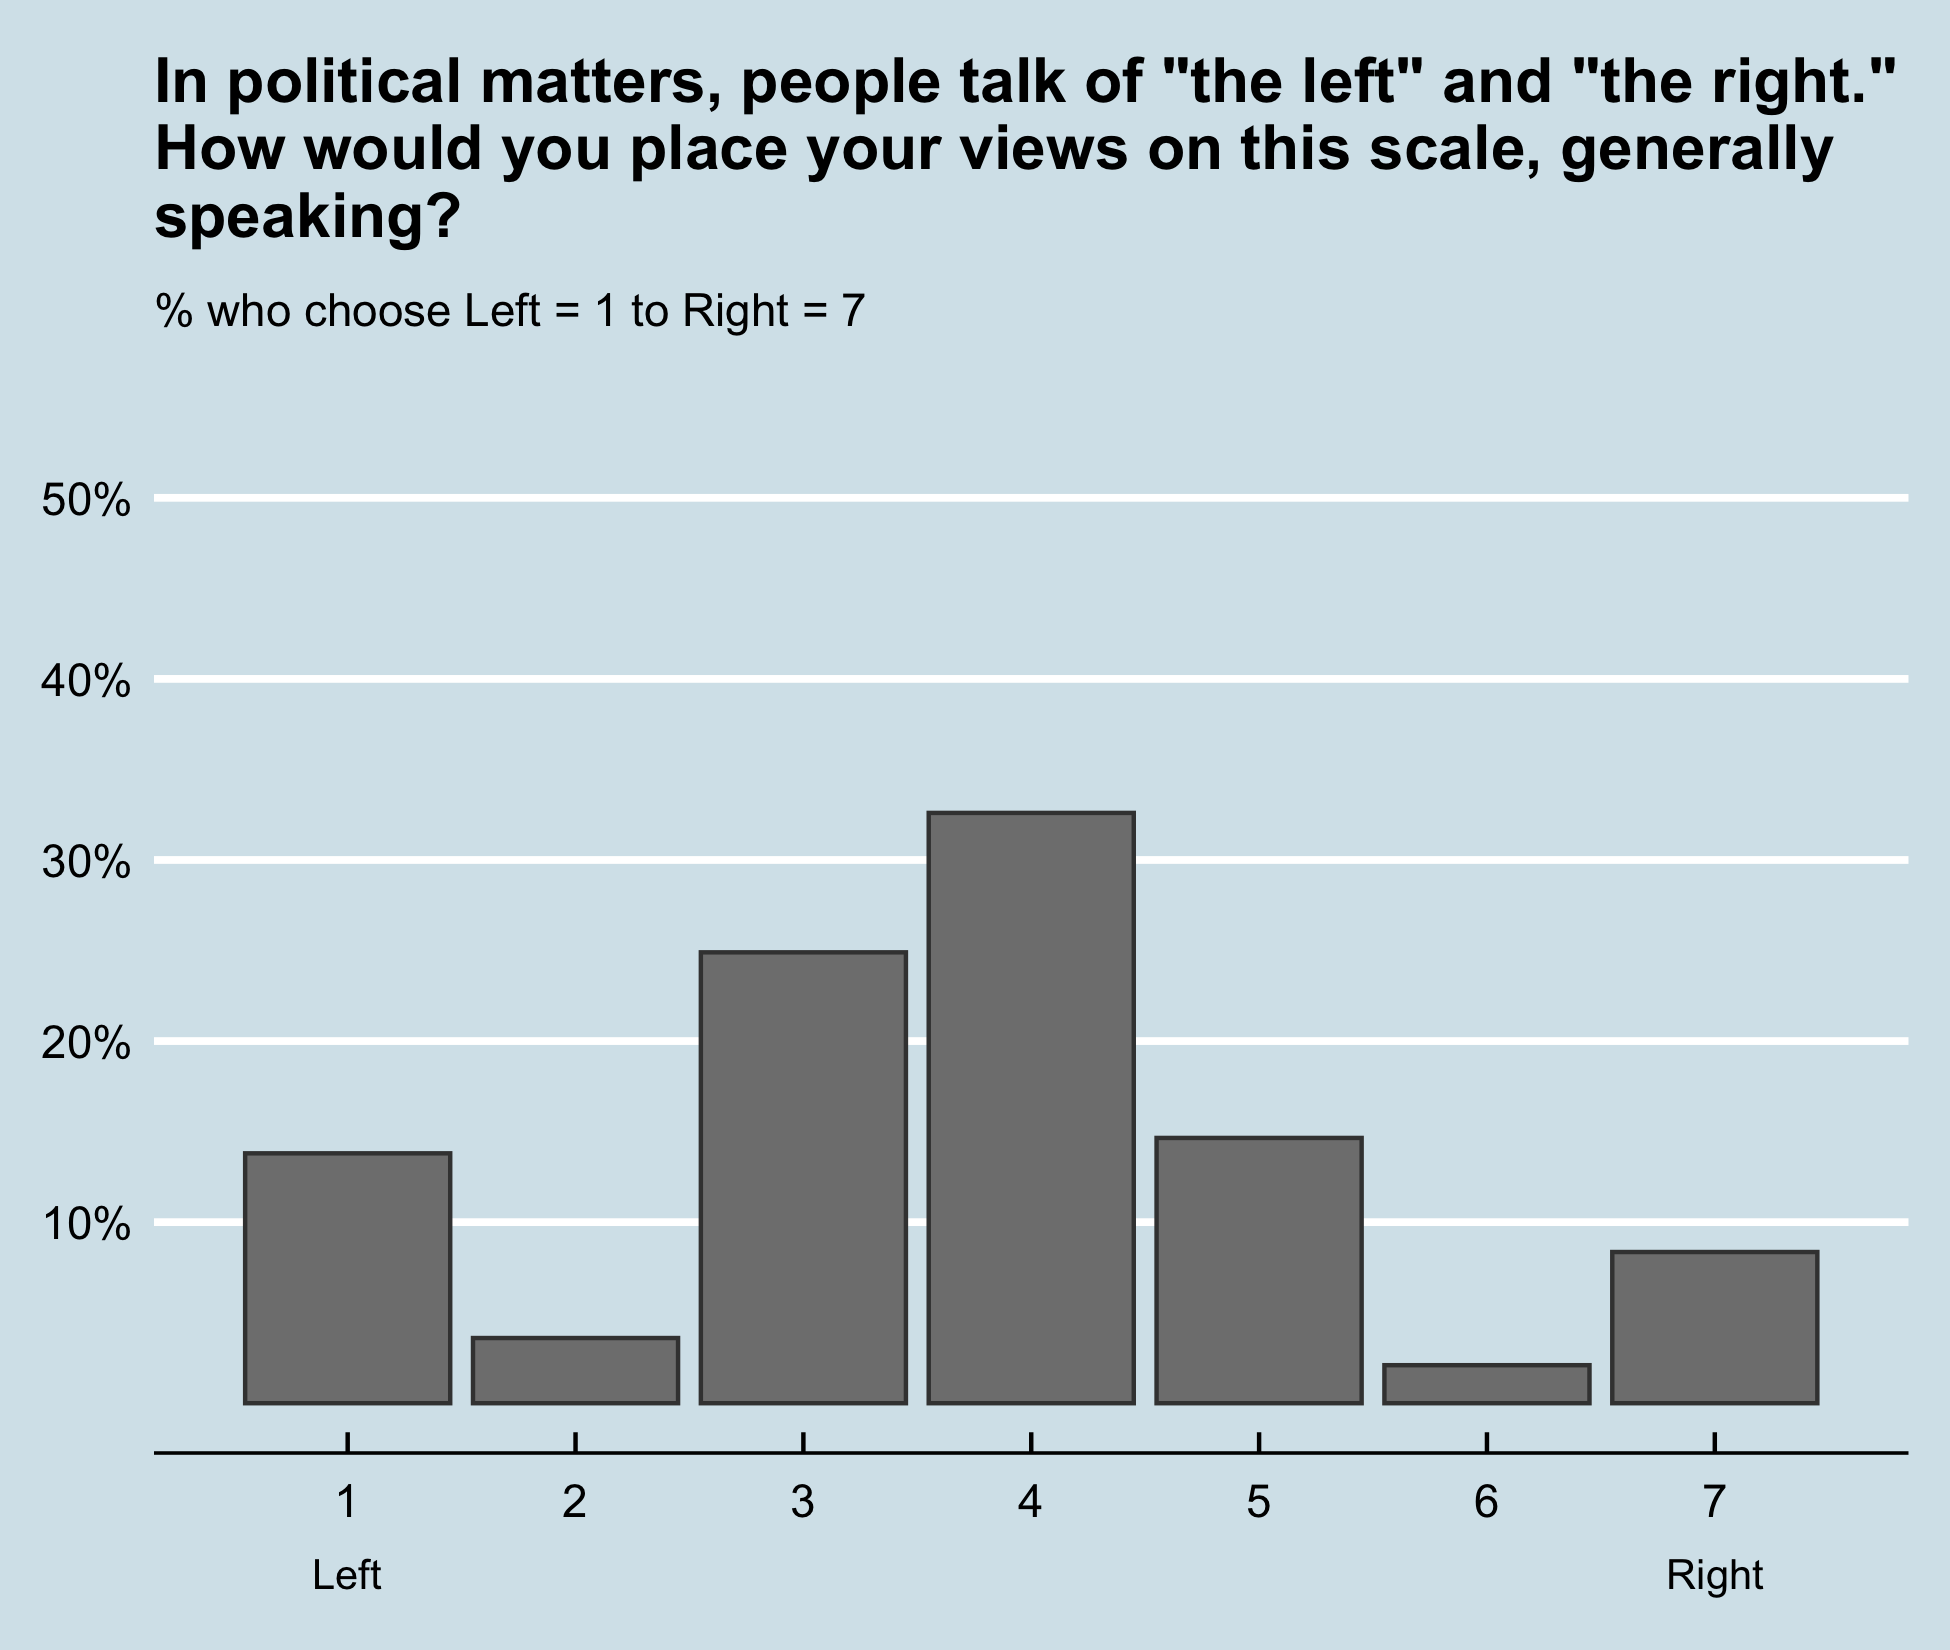 In political matters, people talk of "the left" and "the right."
How would you place your views on this scale, generally
speaking?
% who choose Left = 1 to Right = 7
50%
40%
30%
20%
10%
1 2 3 4 5 6 7
Left Right